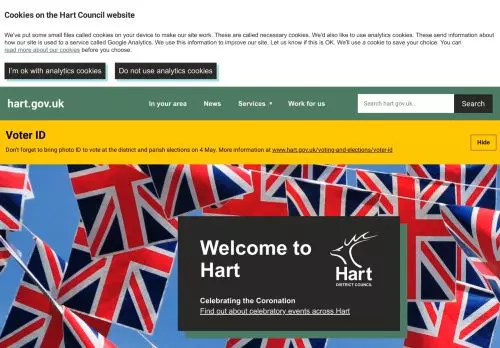 Cookies on the Hart Council website
We've put some small files called cookies on your device to make our site work. These are called necessary cookies. We'd also like to use analytics cookies. These send information about
how our site is used to a service called Google Analytics. We use this information to improve our site. Let us know if this is OK. We'll use a cookie to save your choice. You can
read more about our cookies before you choose.
I'm ok with analytics cookies
Do not use analytics cookies
hart.gov.uk
In your area
News
Services
Work for us
Search hart.gov.uk...
Search
Voter ID
Don't forget to bring photo ID to vote at the district and parish elections on 4 May. More information at www.hart.gov.uk/voting-and-elections/voter-id
Hide
Welcome to
Hart
Hart
DISTRICT COUNCIL
Celebrating the Coronation
Find out about celebratory events across Hart